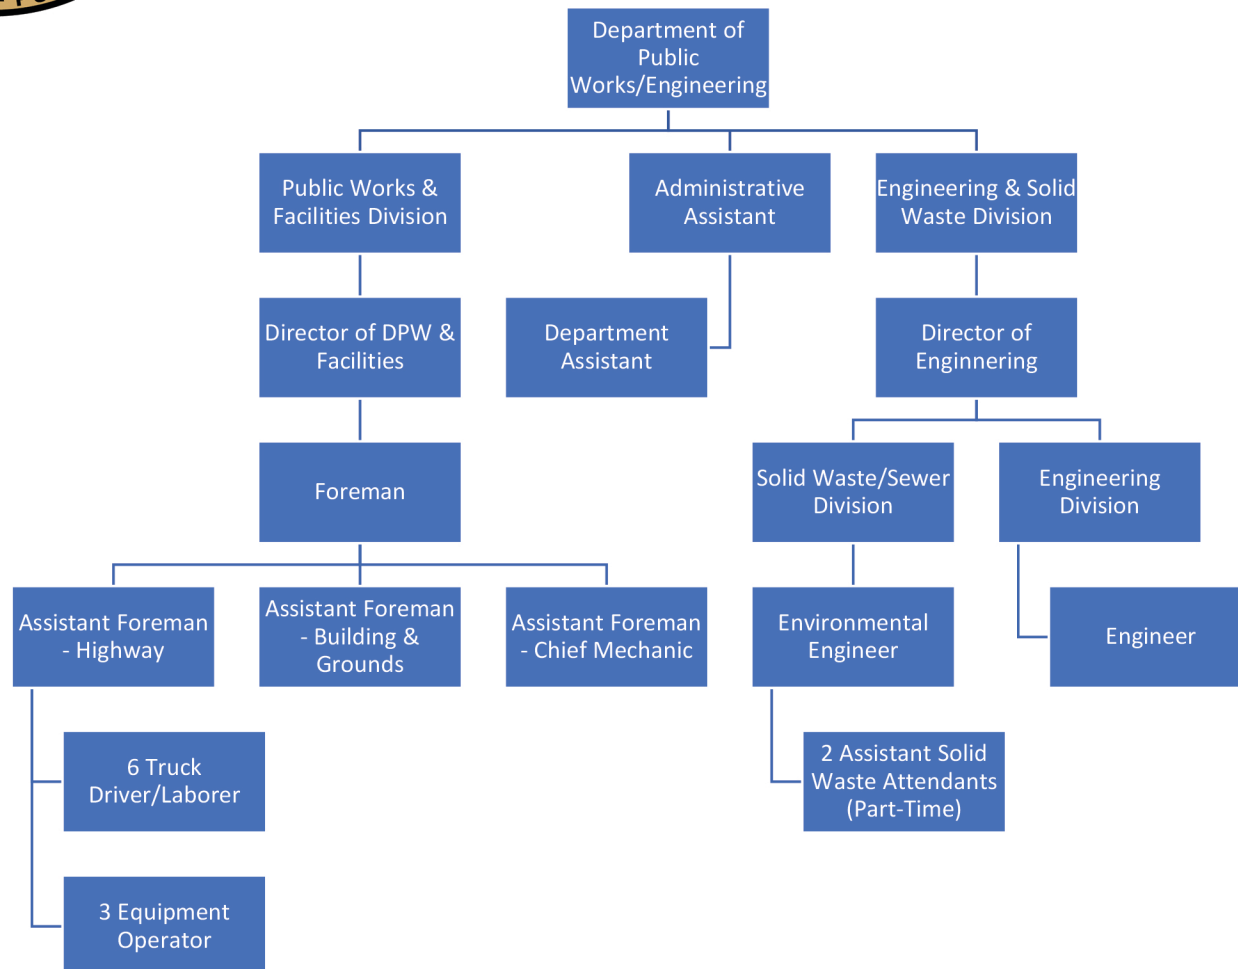 Department of
Public
Works/Engineering
Public Works &
Facilities Division
Administrative
Assistant
Engineering & Solid
Waste Division
Director of DPW &
Facilities
Department
Assistant
Director of
Enginnering
Foreman
Solid Waste/Sewer
Division
Engineering
Division
Assistant Foreman
- Highway
Assistant Foreman
- Building &
Grounds
Assistant Foreman
- Chief Mechanic
Environmental
Engineer
Engineer
6 Truck
Driver/Laborer
2 Assistant Solid
Waste Attendants
(Part-Time)
3 Equipment
Operator